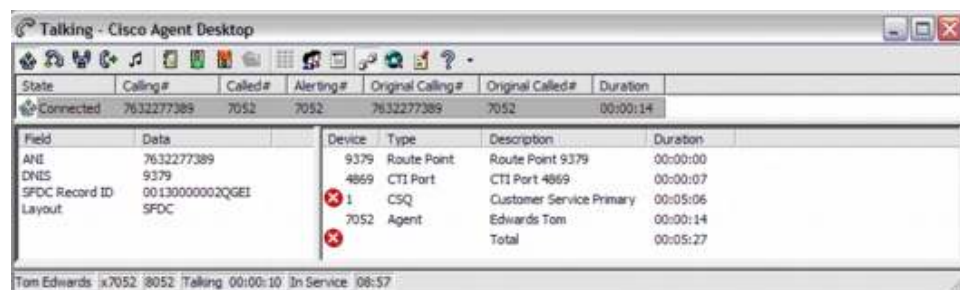 Talking - Cisco Agent Desktop
State Calling# Called# Alerting# Original Calling# Original Called# Duration
Connected 7632277389 7052 7052 7632277389 7052 00:00:14
Field Data
ANI 7632277389
DNIS 9379
SFDC Record ID 00130000002QGEI
Layout SFDC
Device Type Description Duration
9379 Route Point Route Point 9379 00:00:00
4869 CTI Port CTI Port 4869 00:00:07
1 CSQ Customer Service Primary 00:05:06
7052 Agent Edwards Tom 00:00:14
Total 00:05:27
Tom Edwards x7052 8052 Talking 00:00:10 In Service 08:57